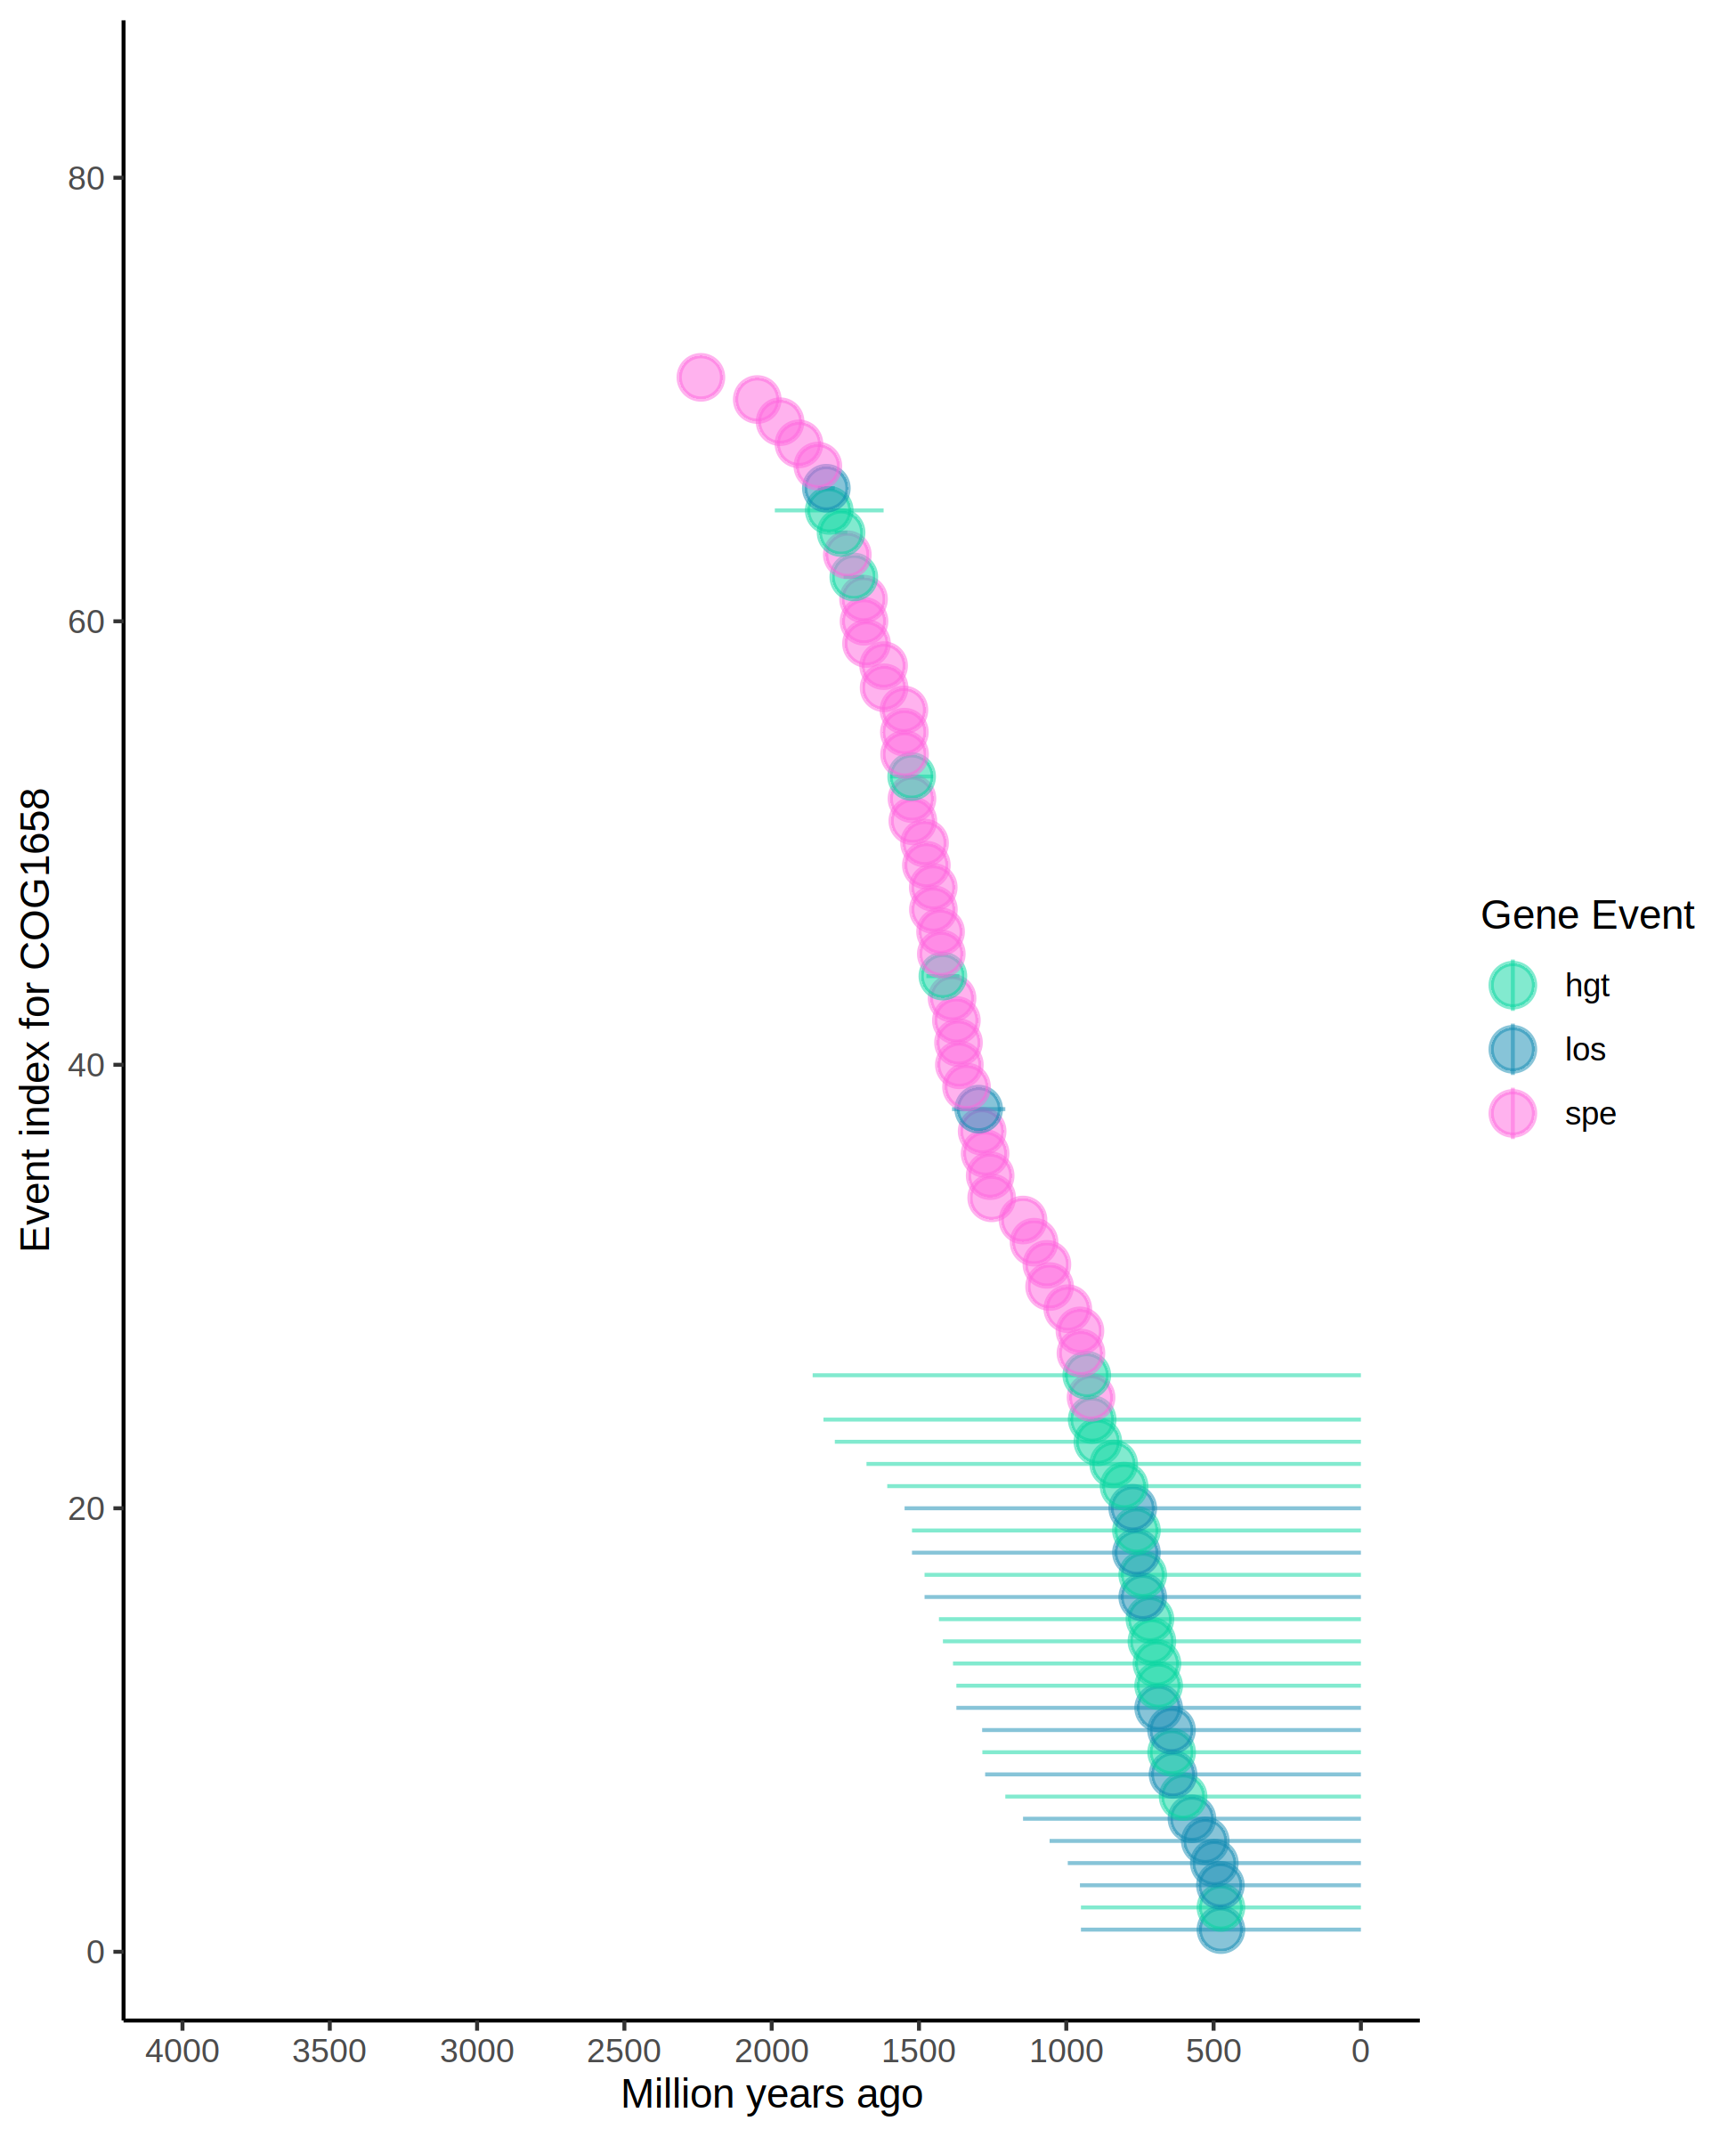 Event index for COG1658
80
60
40
20
0
4000 3500 3000 2500 2000 1500 1000 500 0
Million years ago
Gene Event
hgt
los
spe